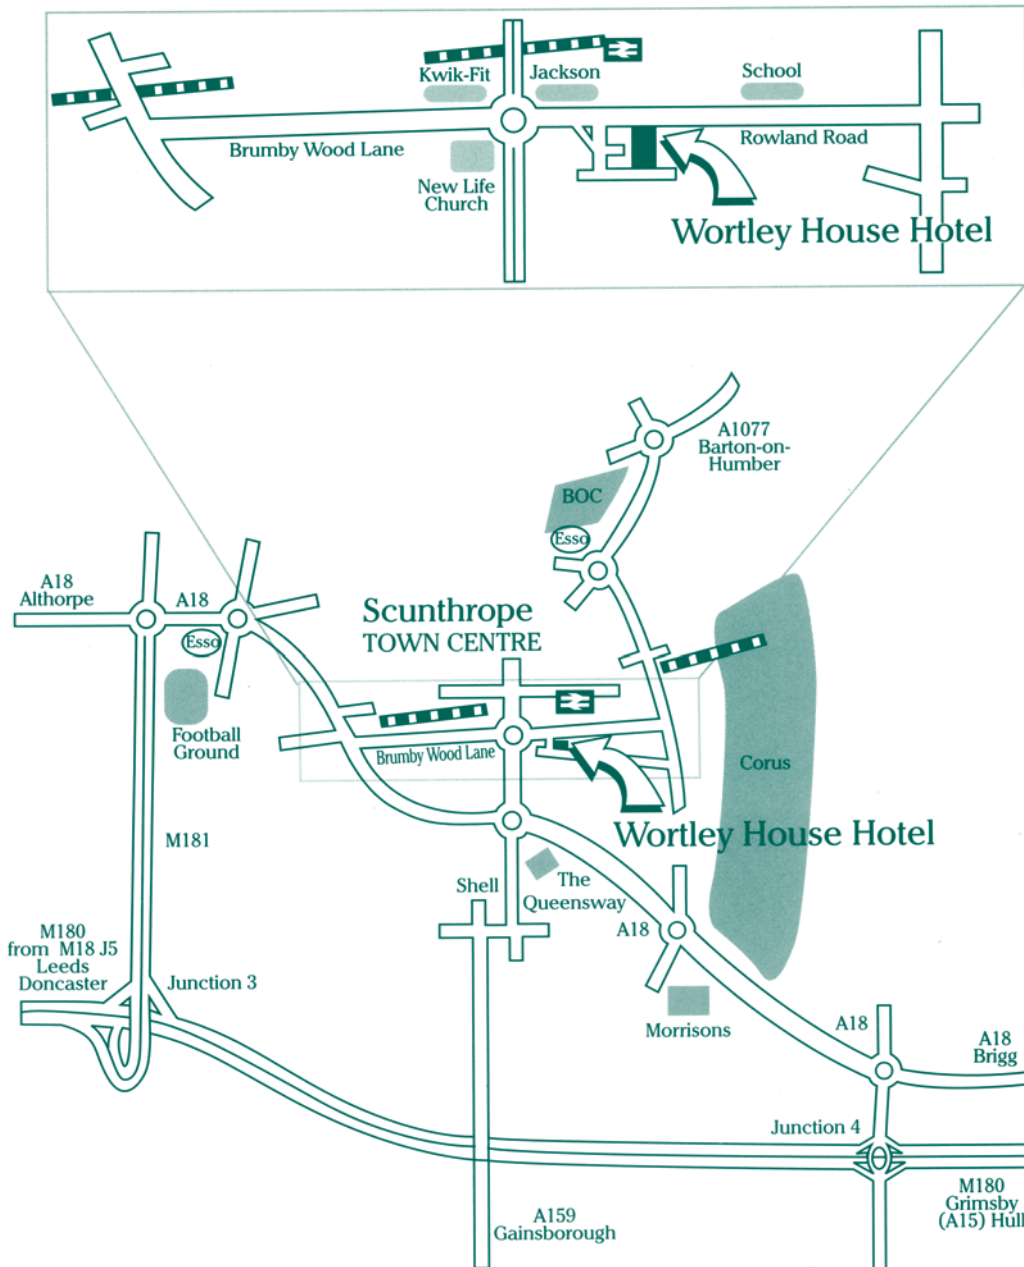 Kwik-Fit
Jackson
School
Brumby Wood Lane
Rowland Road
New Life
Church
Wortley House Hotel
A1077
Barton-on-
Humber
BOC
Esso
A18
Althorpe
A18
Esso
Scunthrope
TOWN CENTRE
Football
Ground
Brumby Wood Lane
Corus
Wortley House Hotel
M181
Shell
The
Queensway
A18
M180
from M18 J5
Leeds
Doncaster
Junction 3
Morrisons
A18
A18
Brigg
Junction 4
M180
Grimsby
(A15) Hull
A159
Gainsborough